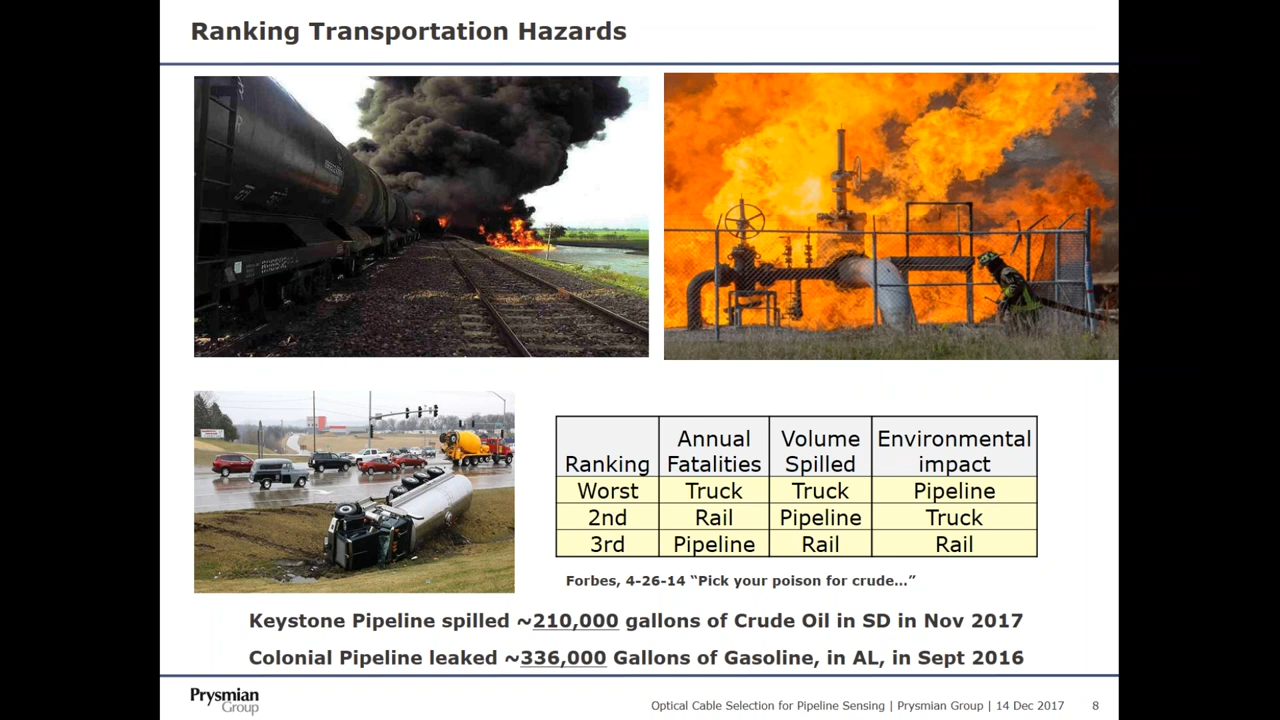 Ranking Transportation Hazards
Ranking Annual Fatalities Volume Spilled Environmental impact
Worst Truck Truck Pipeline
2nd Rail Pipeline Truck
3rd Pipeline Rail Rail
Forbes, 4-26-14 “Pick your poison for crude...”
Keystone Pipeline spilled ~210,000 gallons of Crude Oil in SD in Nov 2017
Colonial Pipeline leaked ~336,000 Gallons of Gasoline, in AL, in Sept 2016
Prysmian
Group
Optical Cable Selection for Pipeline Sensing | Prysmian Group | 14 Dec 2017 8